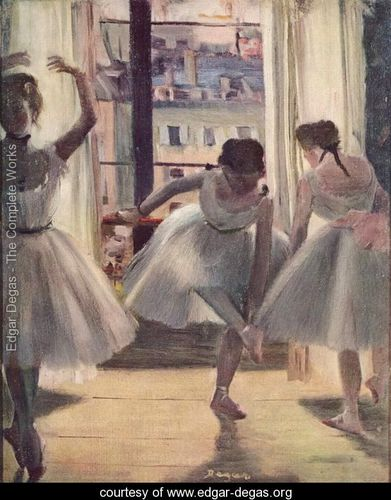 Edgar Degas - The Complete Works
Degas
courtesy of www.edgar-degas.org